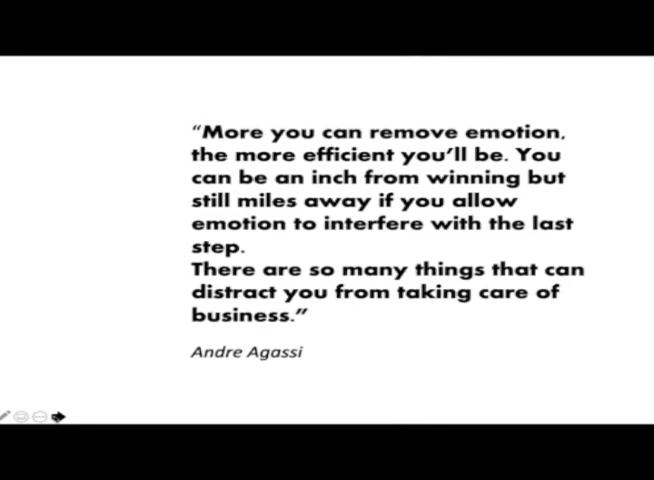 “More you can remove emotion,
the more efficient you’ll be. You
can be an inch from winning but
still miles away if you allow
emotion to interfere with the last
step.
There are so many things that can
distract you from taking care of
business.”
Andre Agassi